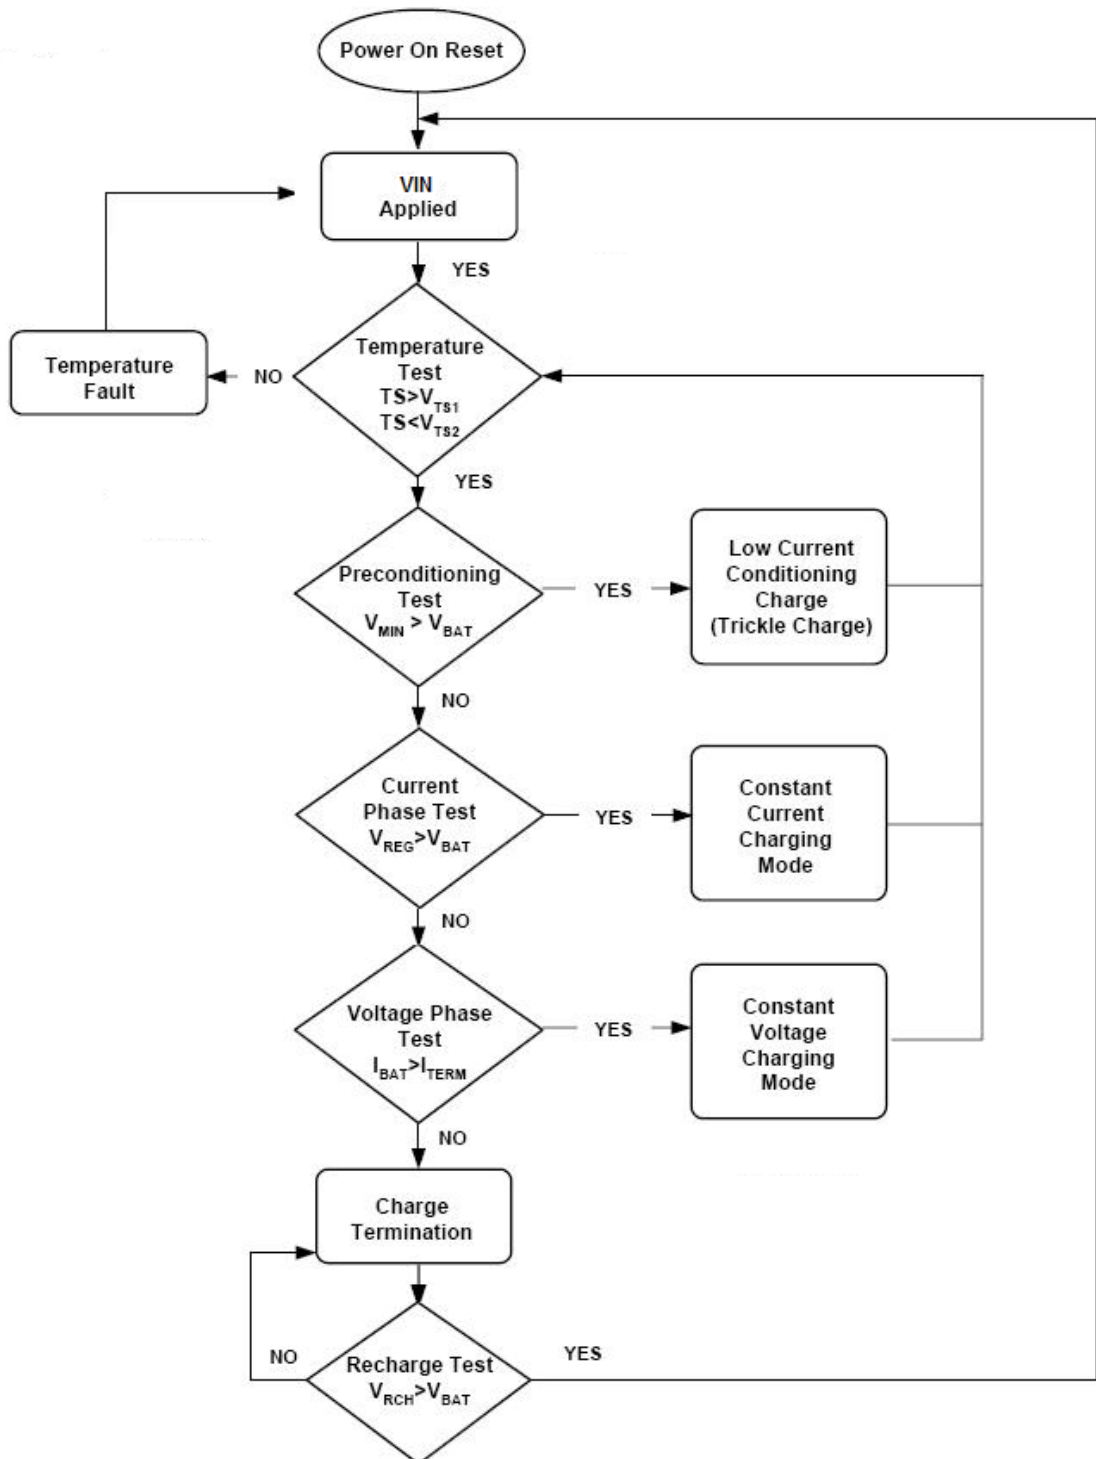 Power On Reset
VIN
Applied
YES
Temperature
Test
TS>VTS1
TS<VTS2
NO
Temperature
Fault
YES
Preconditioning
Test
VMIN > VBAT
YES
Low Current
Conditioning
Charge
(Trickle Charge)
NO
Current
Phase Test
VREG>VBAT
YES
Constant
Current
Charging
Mode
NO
Voltage Phase
Test
IBAT>ITERM
YES
Constant
Voltage
Charging
Mode
NO
Charge
Termination
NO
Recharge Test
VRCH>VBAT
YES